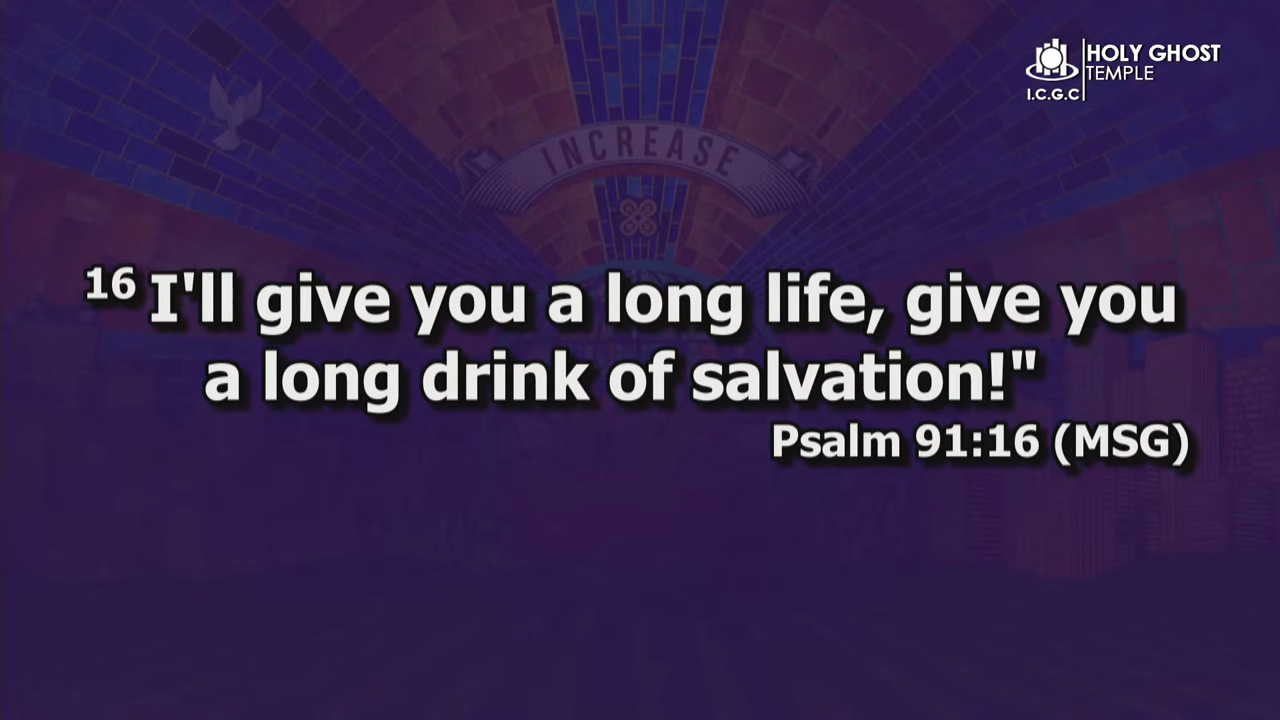 HOLY GHOST
TEMPLE
I.C.G.C
INCREASE
16 I'll give you a long life, give you
a long drink of salvation!"
Psalm 91:16 (MSG)